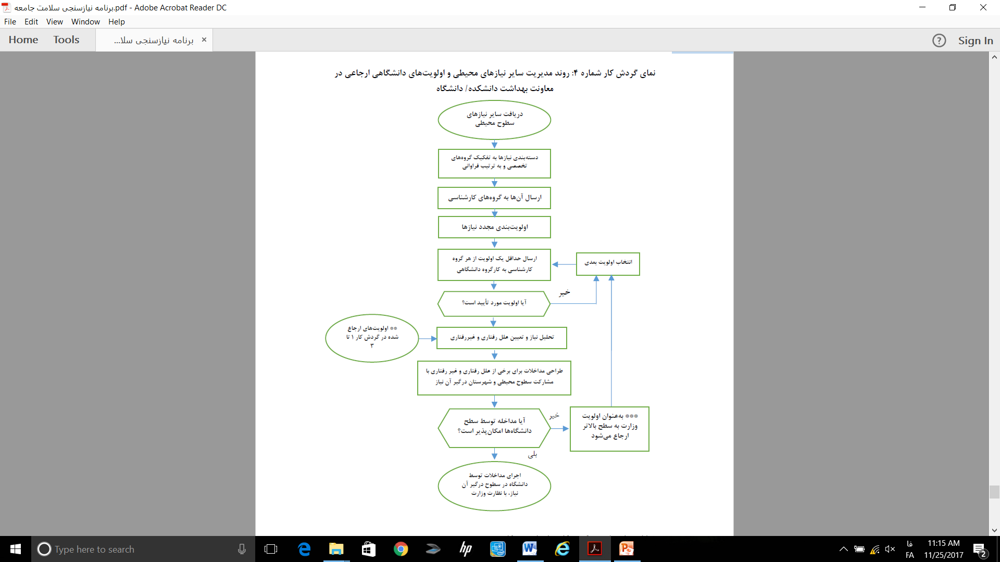 برنامه نیازسنجی سلامت جامعه.pdf - Adobe Acrobat Reader DC
File Edit View Window Help
Home Tools
برنامه نیازسنجی سلا...
Sign In
نمای گردش کار شماره ۴: روند مدیریت سایر نیازهای محیطی و اولویت‌های دانشگاهی ارجاعی در
معاونت بهداشت دانشکده/ دانشگاه
دریافت سایر نیازهای
سطوح محیطی
دسته‌بندی نیازها به تفکیک گروه‌های
تخصصی و به ترتیب فراوانی
ارسال آن‌ها به گروه‌های کارشناسی
اولویت‌بندی مجدد نیازها
ارسال حداقل یک اولویت از هر گروه
کارشناسی به کارگروه دانشگاهی
انتخاب اولویت بعدی
خیر
آیا اولویت مورد تأیید است؟
** اولویت‌های ارجاع
شده در گردش کار ۱ تا
۳
تحلیل نیاز و تعیین علل رفتاری و غیررفتاری
طراحی مداخلات برای برخی از علل رفتاری و غیر رفتاری با
مشارکت سطوح محیطی و شهرستان درگیر آن نیاز
آیا مداخله توسط سطح
دانشگاه‌ها امکان‌پذیر است؟
خیر
*** به‌عنوان اولویت
وزارت به سطح بالاتر
ارجاع می‌شود
بلی
اجرای مداخلات توسط
دانشگاه در سطوح درگیر آن
نیاز، با نظارت وزارت
Type here to search
فا
FA
11:15 AM
11/25/2017
2